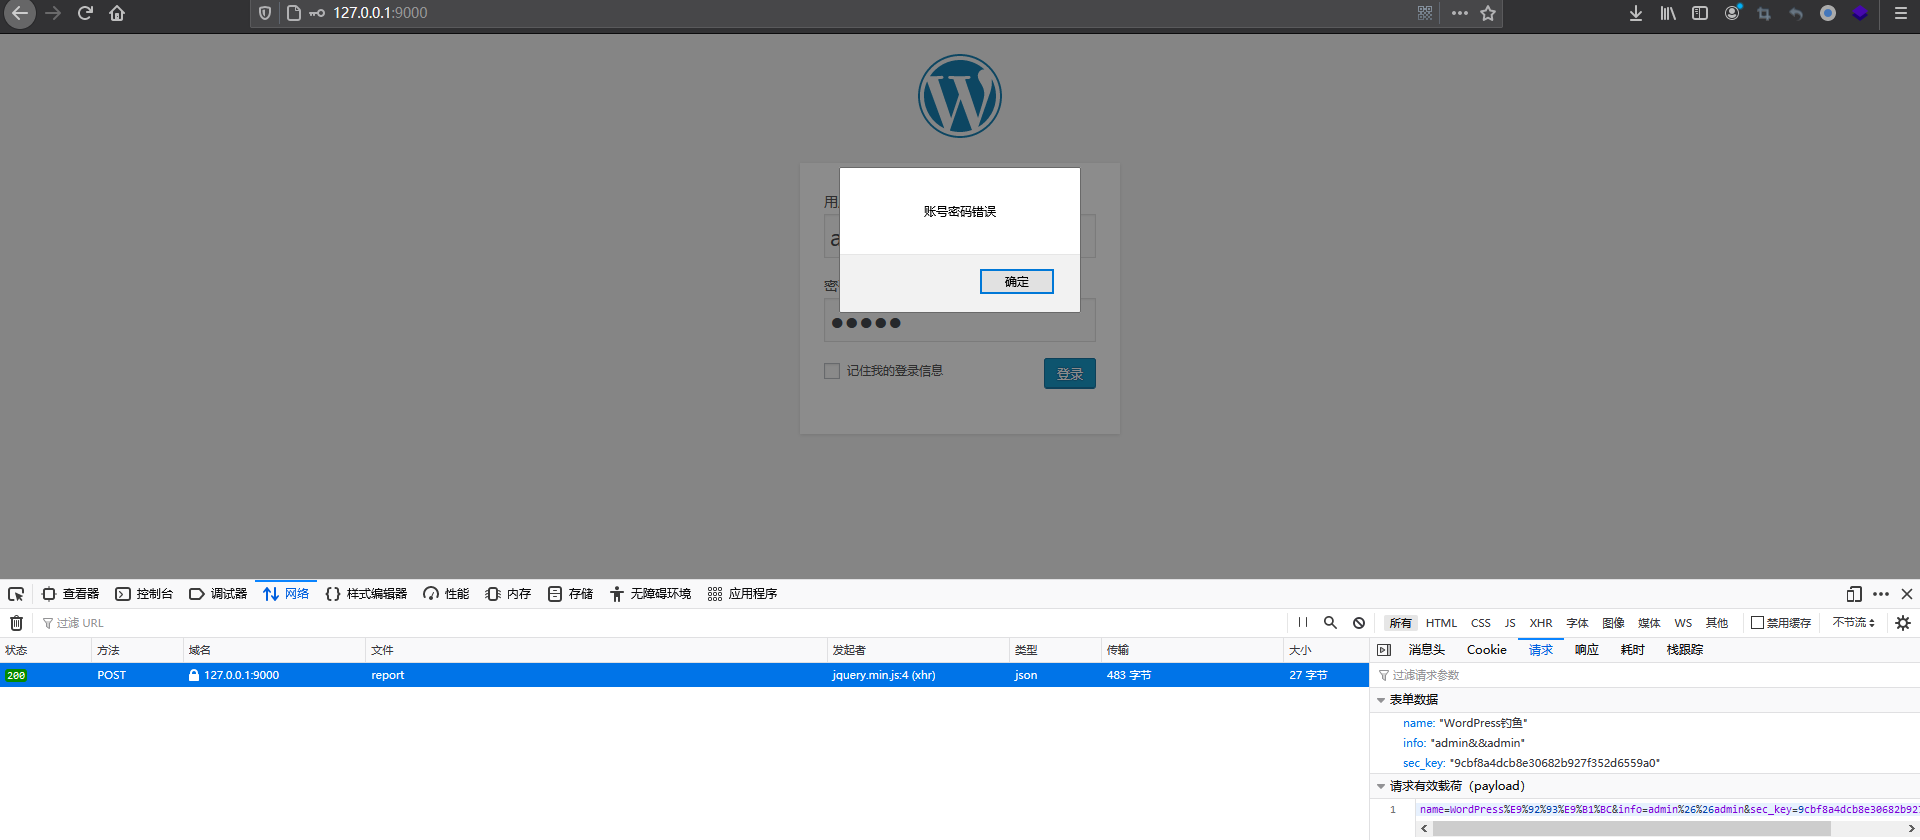 127.0.0.1:9000
用
账号密码错误
a
确定
密
●●●●●
记住我的登录信息
登录
查看器 控制台 调试器 网络 样式编辑器 性能 内存 存储 无障碍环境 应用程序
过滤 URL
所有 HTML CSS JS XHR 字体 图像 媒体 WS 其他 禁用缓存 不节流
状态 方法 域名 文件 发起者 类型 传输 大小
200 POST 127.0.0.1:9000 report jquery.min.js:4 (xhr) json 483 字节 27 字节
消息头 Cookie 请求 响应 耗时 栈跟踪
过滤请求参数
表单数据
name: "WordPress钓鱼"
info: "admin&&admin"
sec_key: "9cbf8a4dcb8e30682b927f352d6559a0"
请求有效载荷（payload）
1 name=WordPress%E9%92%93%E9%B1%BC&info=admin%26%26admin&sec_key=9cbf8a4dcb8e30682b927